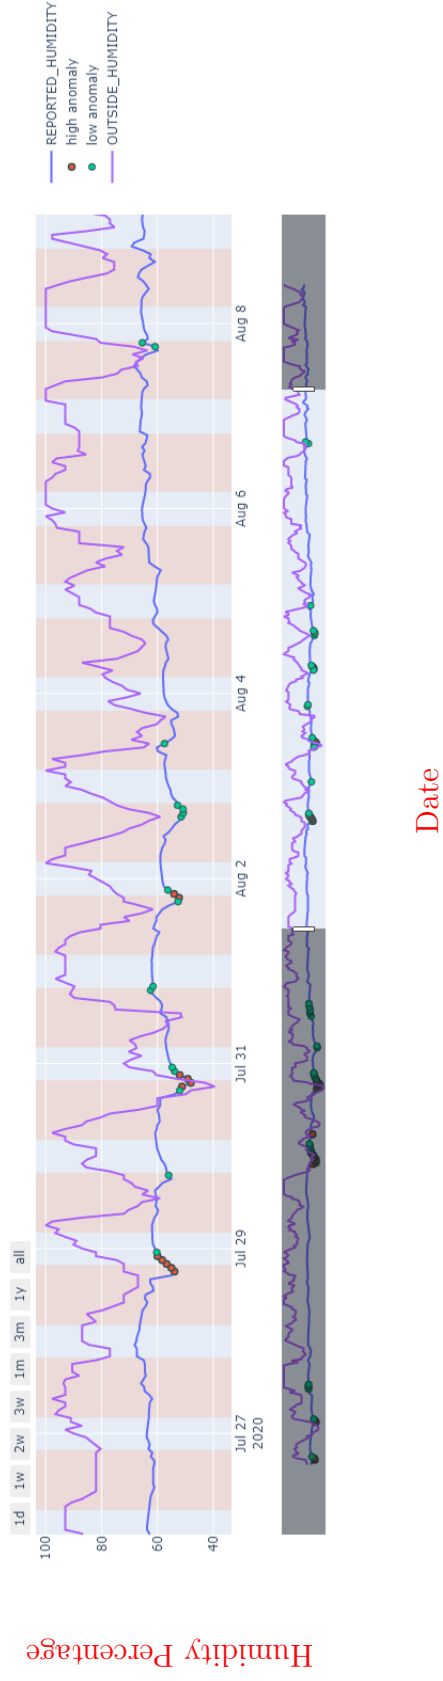 1d 1w 2w 3w 1m 3m 1y all
REPORTED_HUMIDITY
high anomaly
low anomaly
OUTSIDE_HUMIDITY
100
80
60
40
Jul 27
2020
Jul 29
Jul 31
Aug 2
Aug 4
Aug 6
Aug 8
Date
Humidity Percentage